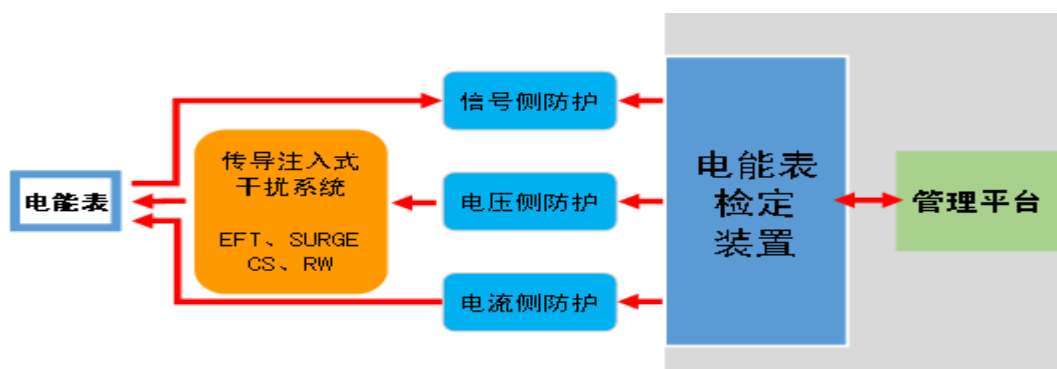 电能表
传导注入式
干扰系统
EFT、SURGE
CS、RW
信号侧防护
电压侧防护
电流侧防护
电能表
检定
装置
管理平台